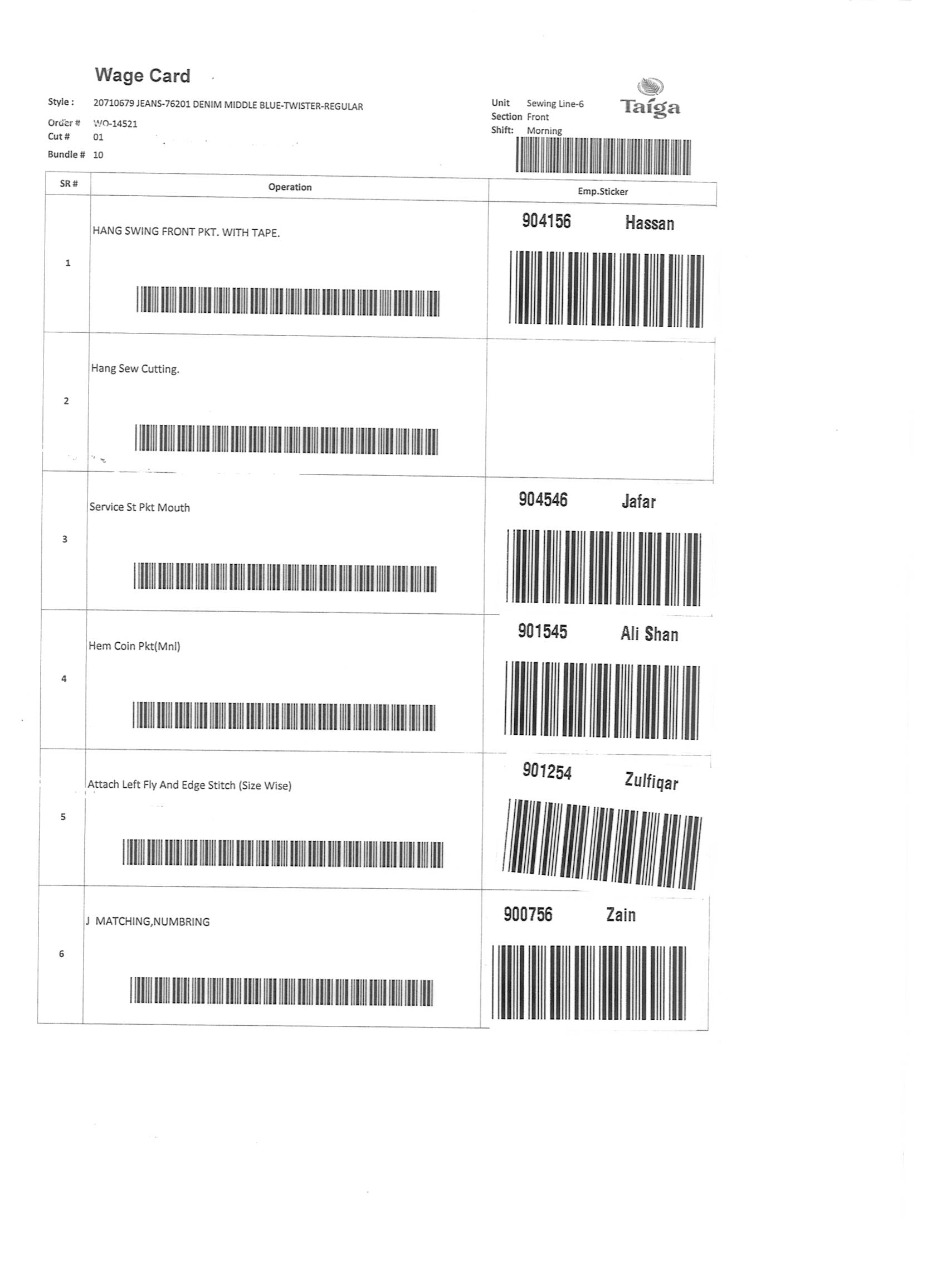 Wage Card
Style : 20710679 JEANS-76201 DENIM MIDDLE BLUE-TWISTER-REGULAR
Order # WO-14521
Cut # 01
Bundle # 10
Unit Sewing Line-6
Section Front
Shift: Morning
Taiga
SR # Operation Emp.Sticker
1 HANG SWING FRONT PKT. WITH TAPE. 904156 Hassan
2 Hang Sew Cutting.
3 Service St Pkt Mouth 904546 Jafar
4 Hem Coin Pkt(Mnl) 901545 Ali Shan
5 Attach Left Fly And Edge Stitch (Size Wise) 901254 Zulfiqar
6 J MATCHING,NUMBRING 900756 Zain